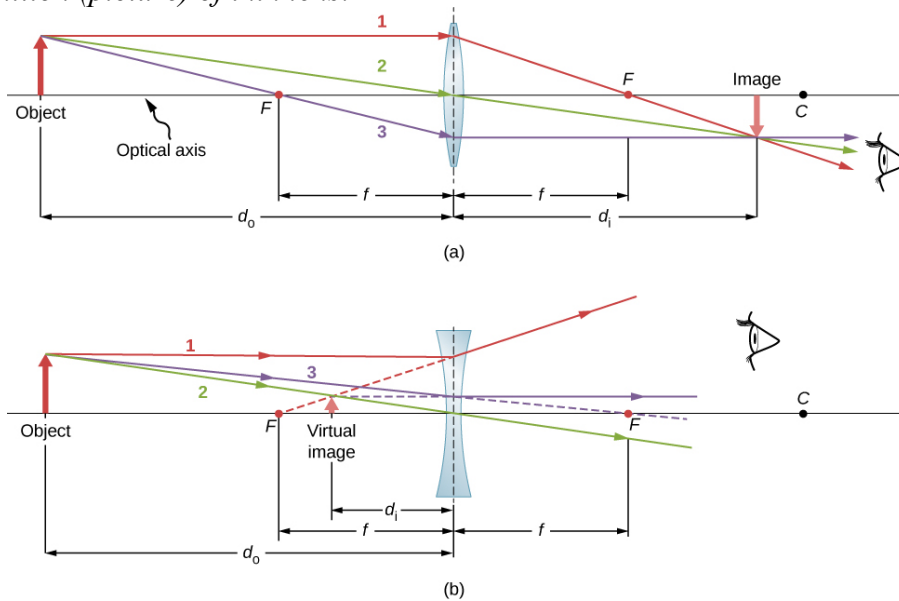 1
2
F
Image
Object
F
3
C
Optical axis
f
f
dₒ
dᵢ
(a)
1
3
2
C
Object
F
Virtual
image
F
dᵢ
f
f
dₒ
(b)